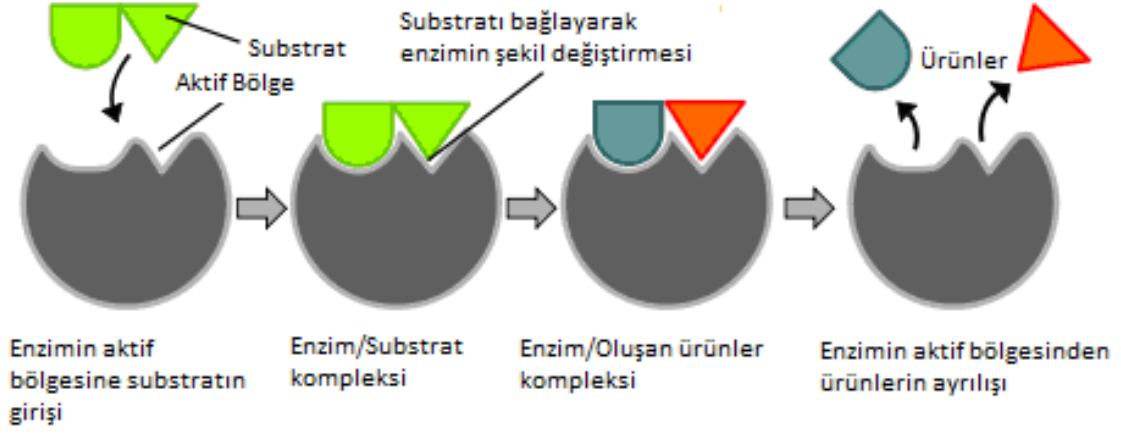 Substrat
Aktif Bölge
Substratı bağlayarak
enzimin şekil değiştirmesi
Ürünler
Enzimin aktif
bölgesine substratın
girişi
Enzim/Substrat
kompleksi
Enzim/Oluşan ürünler
kompleksi
Enzimin aktif bölgesinden
ürünlerin ayrılışı